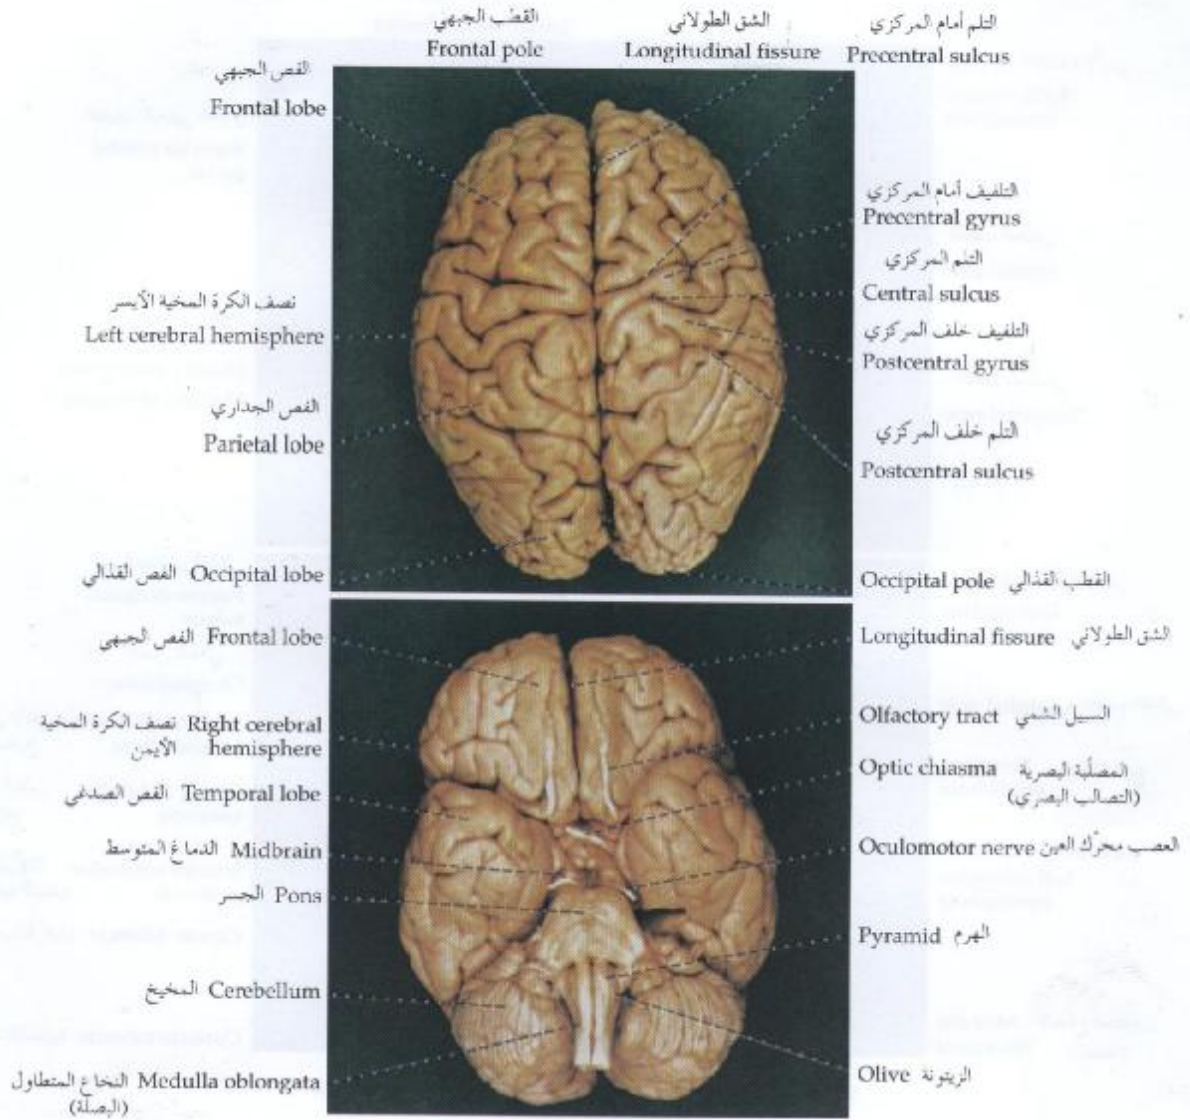 القطب الجبهي
Frontal pole
الشق الطولاني
Longitudinal fissure
التلم أمام المركزي
Precentral sulcus
الفص الجبهي
Frontal lobe
التلفيف أمام المركزي
Precentral gyrus
التلم المركزي
Central sulcus
نصف الكرة المخية الأيسر
Left cerebral hemisphere
التلفيف خلف المركزي
Postcentral gyrus
الفص الجداري
Parietal lobe
التلم خلف المركزي
Postcentral sulcus
الفص القذالي Occipital lobe
Occipital pole القطب القذالي
الفص الجبهي Frontal lobe
Longitudinal fissure الشق الطولاني
نصف الكرة المخية Right cerebral
الأيمن hemisphere
Olfactory tract السبيل الشمي
Optic chiasma المصلبة البصرية
(التصالب البصري)
الفص الصدغي Temporal lobe
الدماغ المتوسط Midbrain
Oculomotor nerve العصب محرّك العين
الجسر Pons
Pyramid الهرم
المخيخ Cerebellum
النخاع المتطاول Medulla oblongata
(البصلة)
Olive الزيتونة